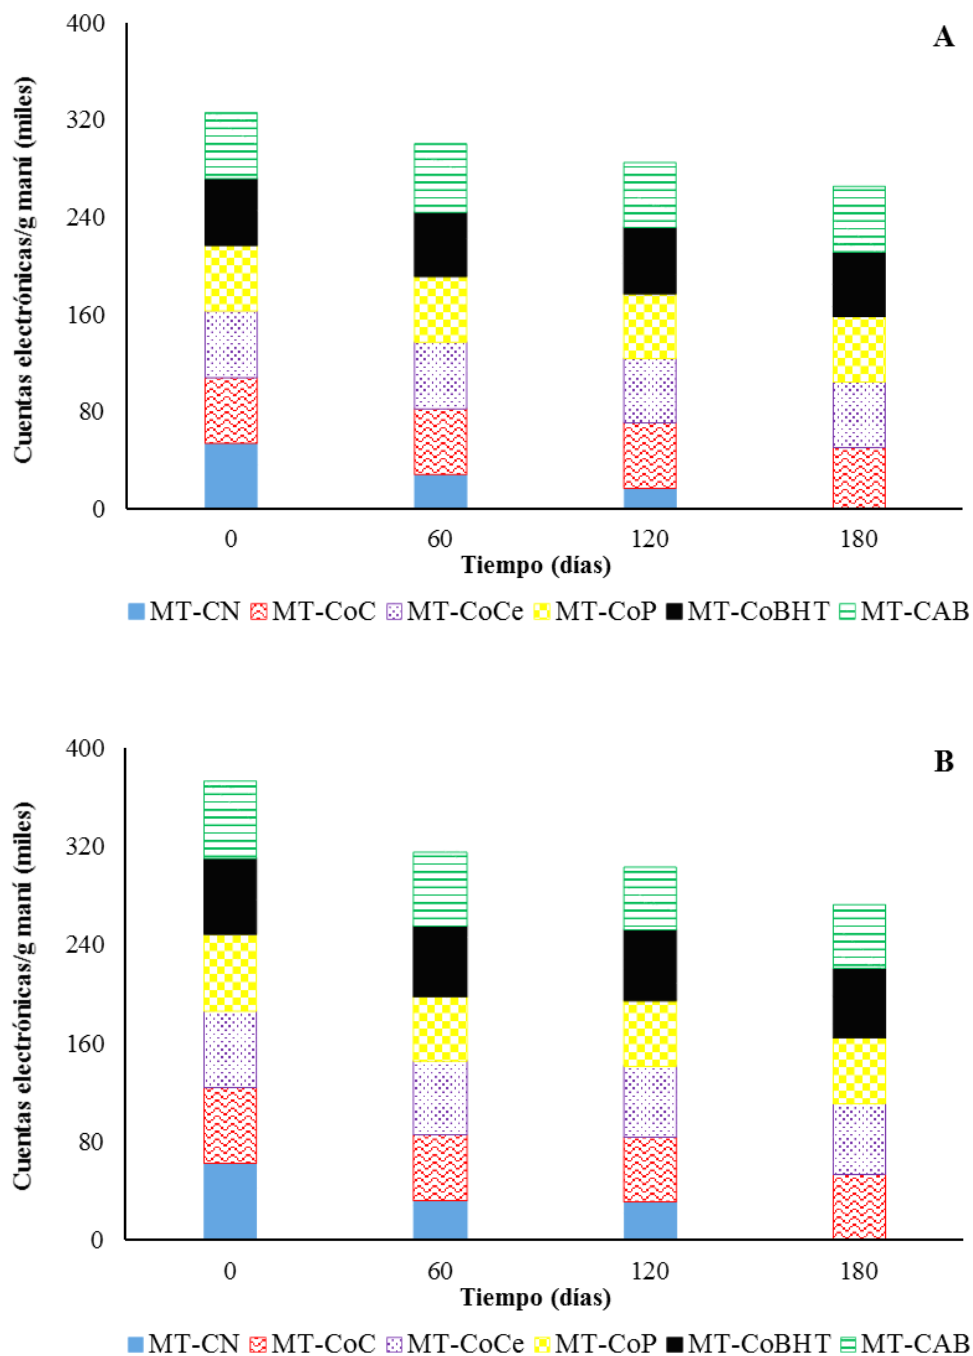 A
Cuentas electrónicas/g maní (miles)
400
320
240
160
80
0
0 60 120 180
Tiempo (días)
MT-CN MT-CoC MT-CoCe MT-CoP MT-CoBHT MT-CAB
B
Cuentas electrónicas/g maní (miles)
400
320
240
160
80
0
0 60 120 180
Tiempo (días)
MT-CN MT-CoC MT-CoCe MT-CoP MT-CoBHT MT-CAB